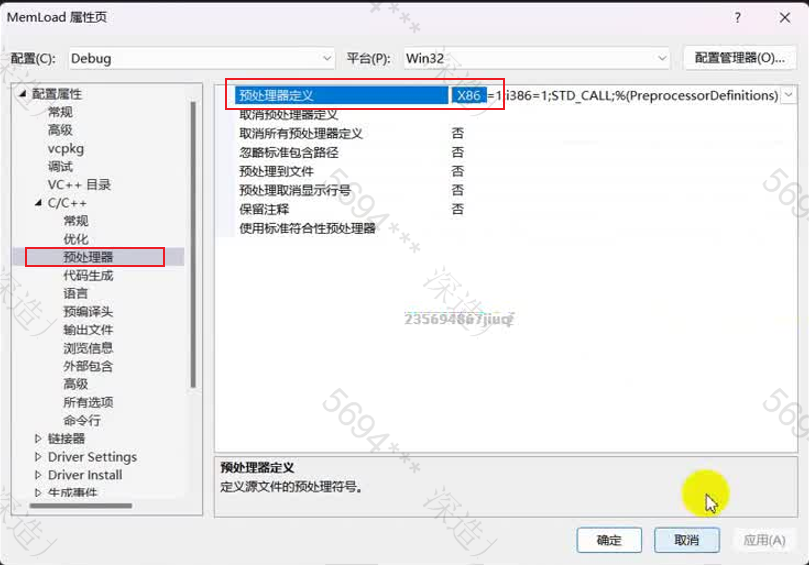 MemLoad 属性页
配置(C):
Debug
平台(P):
Win32
配置管理器(O)...
配置属性
常规
高级
vcpkg
调试
VC++ 目录
C/C++
常规
优化
预处理器
代码生成
语言
预编译头
输出文件
浏览信息
外部包含
高级
所有选项
命令行
链接器
Driver Settings
Driver Install
生成事件
预处理器定义 _X86_=1;i386=1;STD_CALL;%(PreprocessorDefinitions)
取消预处理器定义
取消所有预处理器定义 否
忽略标准包含路径 否
预处理到文件 否
预处理取消显示行号 否
保留注释 否
使用标准符合性预处理器
预处理器定义
定义源文件的预处理符号。
确定
取消
应用(A)
5694***
5694***
深造
深造
深造
深造